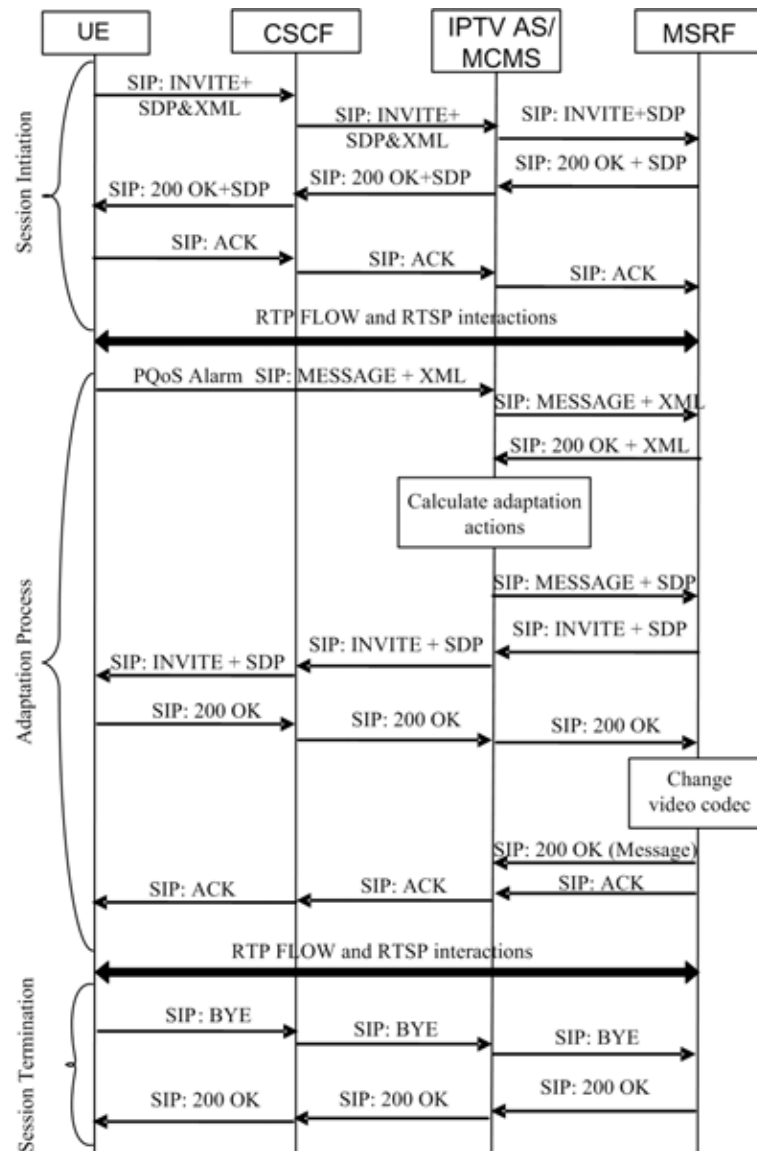 UE
CSCF
IPTV AS/
MCMS
MSRF
Session Intiation
SIP: INVITE+
SDP&XML
SIP: INVITE+
SDP&XML
SIP: INVITE+SDP
SIP: 200 OK + SDP
SIP: 200 OK+SDP
SIP: 200 OK+SDP
SIP: ACK
SIP: ACK
SIP: ACK
RTP FLOW and RTSP interactions
Adaptation Process
PQoS Alarm SIP: MESSAGE + XML
SIP: MESSAGE + XML
SIP: 200 OK + XML
Calculate adaptation
actions
SIP: MESSAGE + SDP
SIP: INVITE + SDP
SIP: INVITE + SDP
SIP: INVITE + SDP
SIP: 200 OK
SIP: 200 OK
SIP: 200 OK
Change
video codec
SIP: 200 OK (Message)
SIP: ACK
SIP: ACK
SIP: ACK
RTP FLOW and RTSP interactions
Session Termination
SIP: BYE
SIP: BYE
SIP: BYE
SIP: 200 OK
SIP: 200 OK
SIP: 200 OK